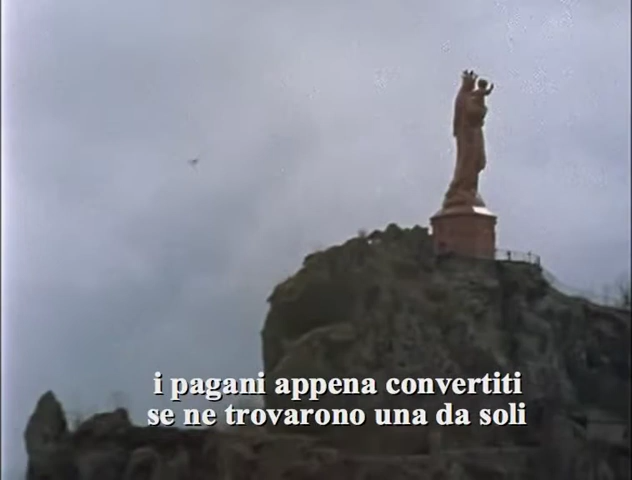 i pagani appena convertiti
se ne trovarono una da soli